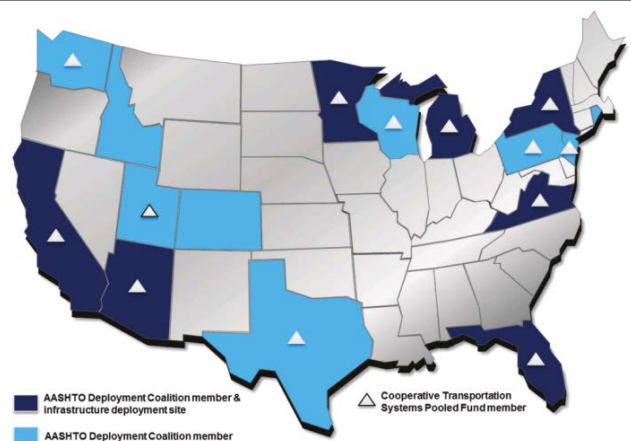 AASHTO Deployment Coalition member &
infrastructure deployment site
AASHTO Deployment Coalition member
Cooperative Transportation
Systems Pooled Fund member